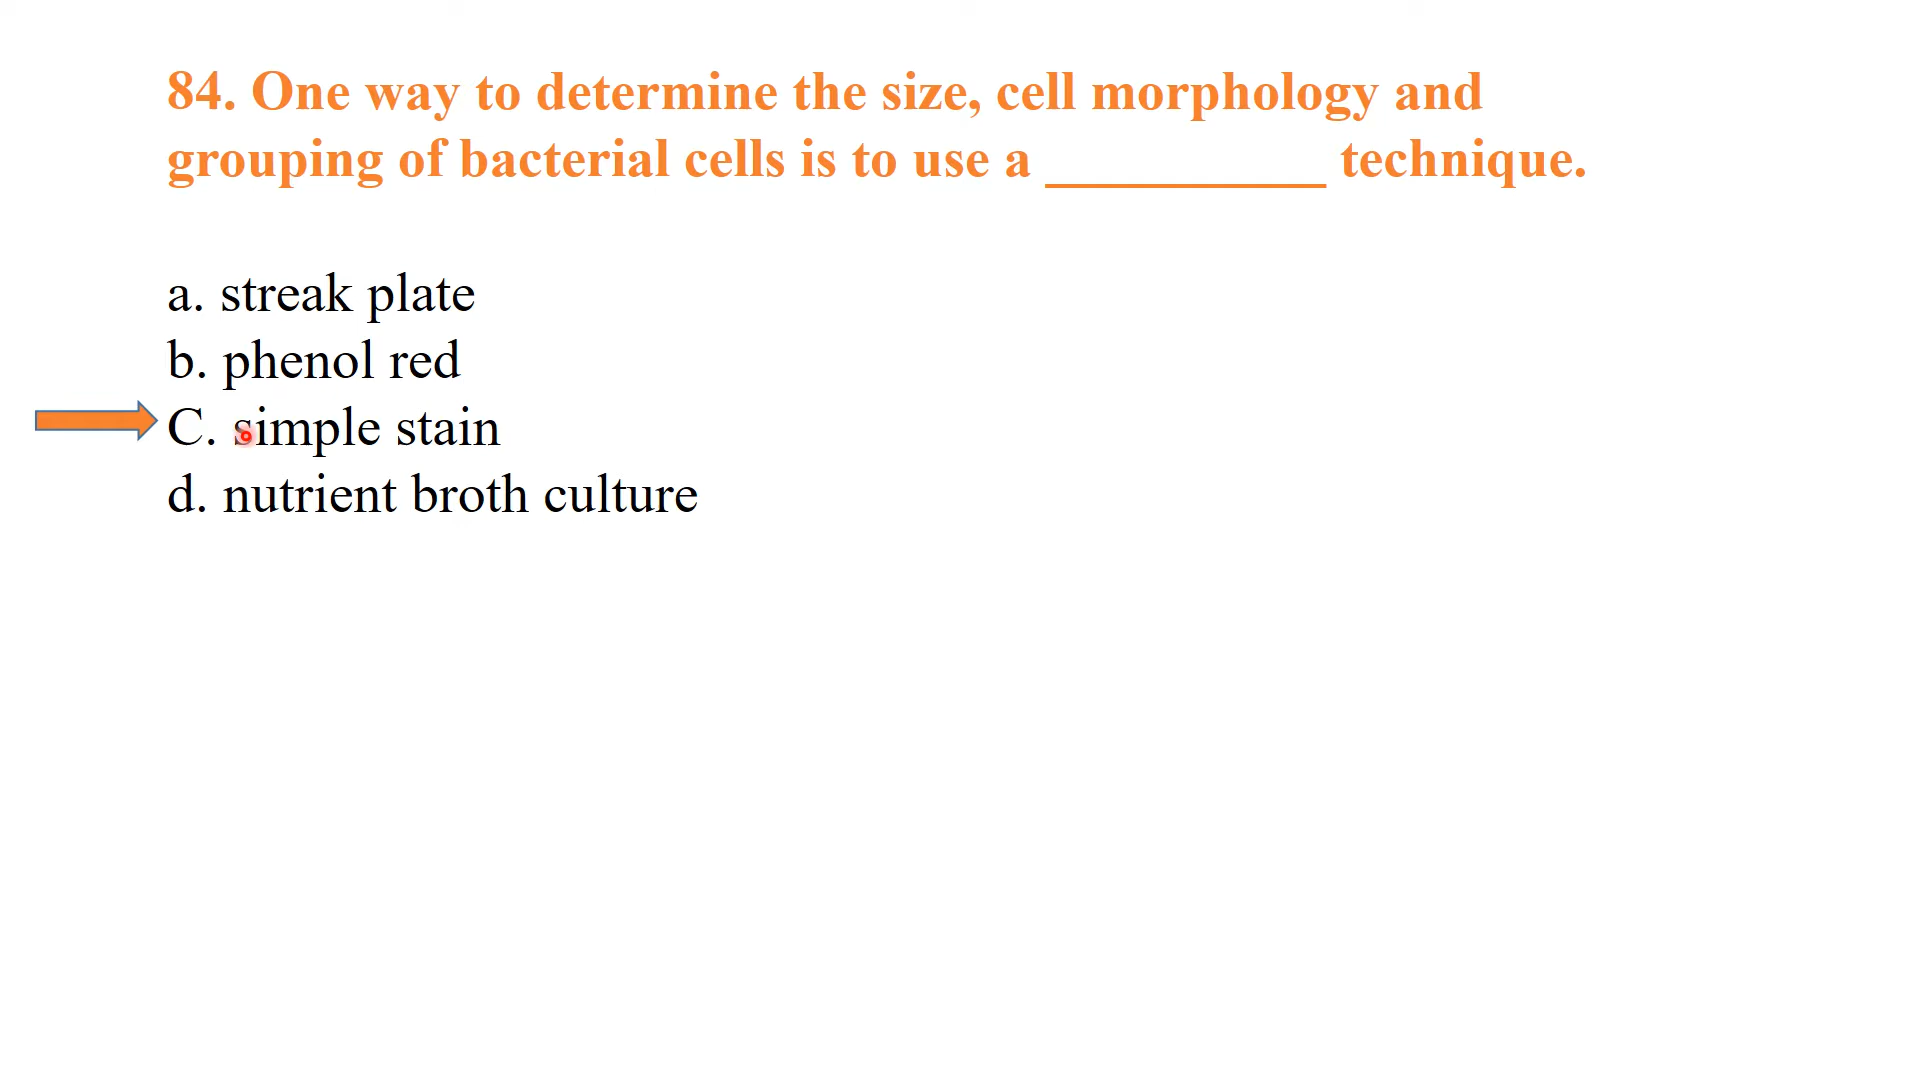 84. One way to determine the size, cell morphology and
grouping of bacterial cells is to use a __________ technique.
a. streak plate
b. phenol red
C. simple stain
d. nutrient broth culture